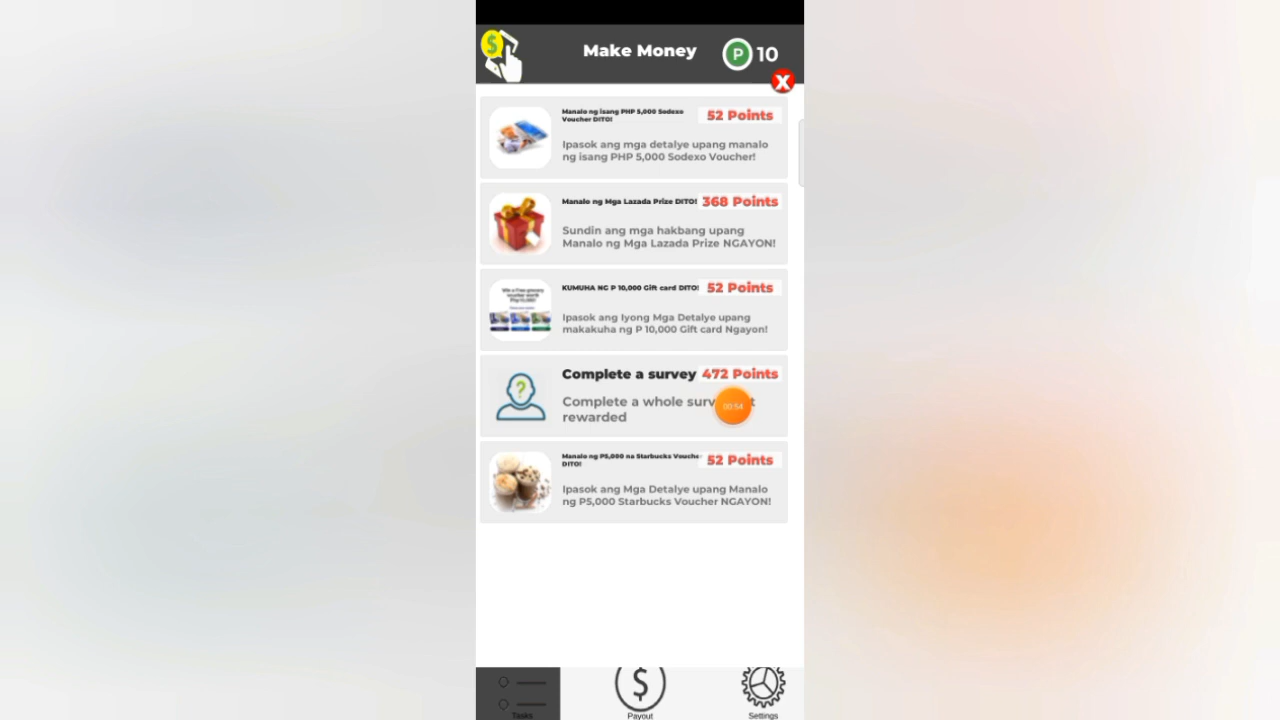 Make Money
P 10
X
Manalo ng isang PHP 5,000 Sodexo
Voucher DITO!
52 Points
Ipasok ang mga detalye upang manalo
ng isang PHP 5,000 Sodexo Voucher!
Manalo ng Mga Lazada Prize DITO!
368 Points
Sundin ang mga hakbang upang
Manalo ng Mga Lazada Prize NGAYON!
KUMUHA NG P 10,000 Gift card DITO!
52 Points
Ipasok ang Iyong Mga Detalye upang
makakuha ng P 10,000 Gift card Ngayon!
Complete a survey
472 Points
Complete a whole
rewarded
00:54
Manalo ng P5,000 na Starbucks
DITO!
52 Points
Ipasok ang Mga Detalye upang Manalo
ng P5,000 Starbucks Voucher NGAYON!
Tasks
Payout
Settings